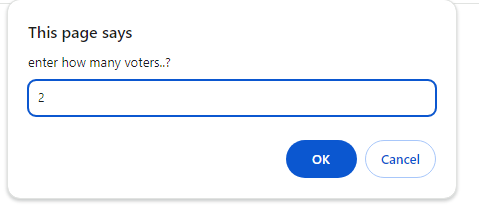 This page says
enter how many voters..?
2
OK
Cancel